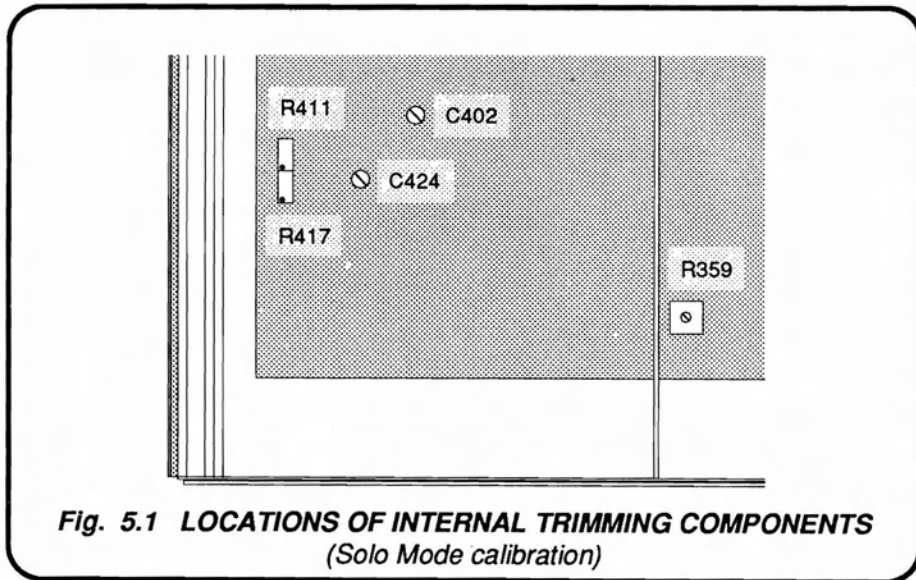 R411
C402
C424
R417
R359
Fig. 5.1 LOCATIONS OF INTERNAL TRIMMING COMPONENTS
(Solo Mode calibration)